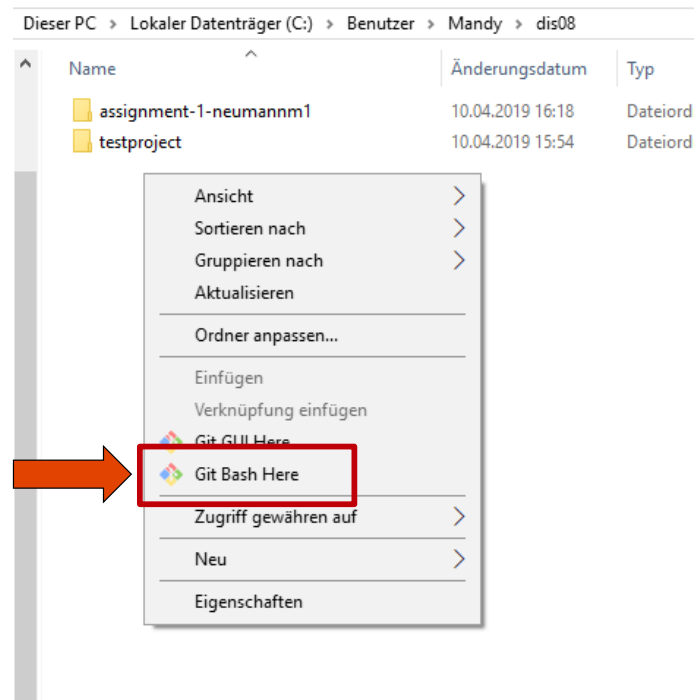 Dieser PC > Lokaler Datenträger (C:) > Benutzer > Mandy > dis08
Name Änderungsdatum Typ
assignment-1-neumannm1 10.04.2019 16:18 Dateiord
testproject 10.04.2019 15:54 Dateiord
Ansicht
Sortieren nach
Gruppieren nach
Aktualisieren
Ordner anpassen...
Einfügen
Verknüpfung einfügen
Git GUI Here
Git Bash Here
Zugriff gewähren auf
Neu
Eigenschaften